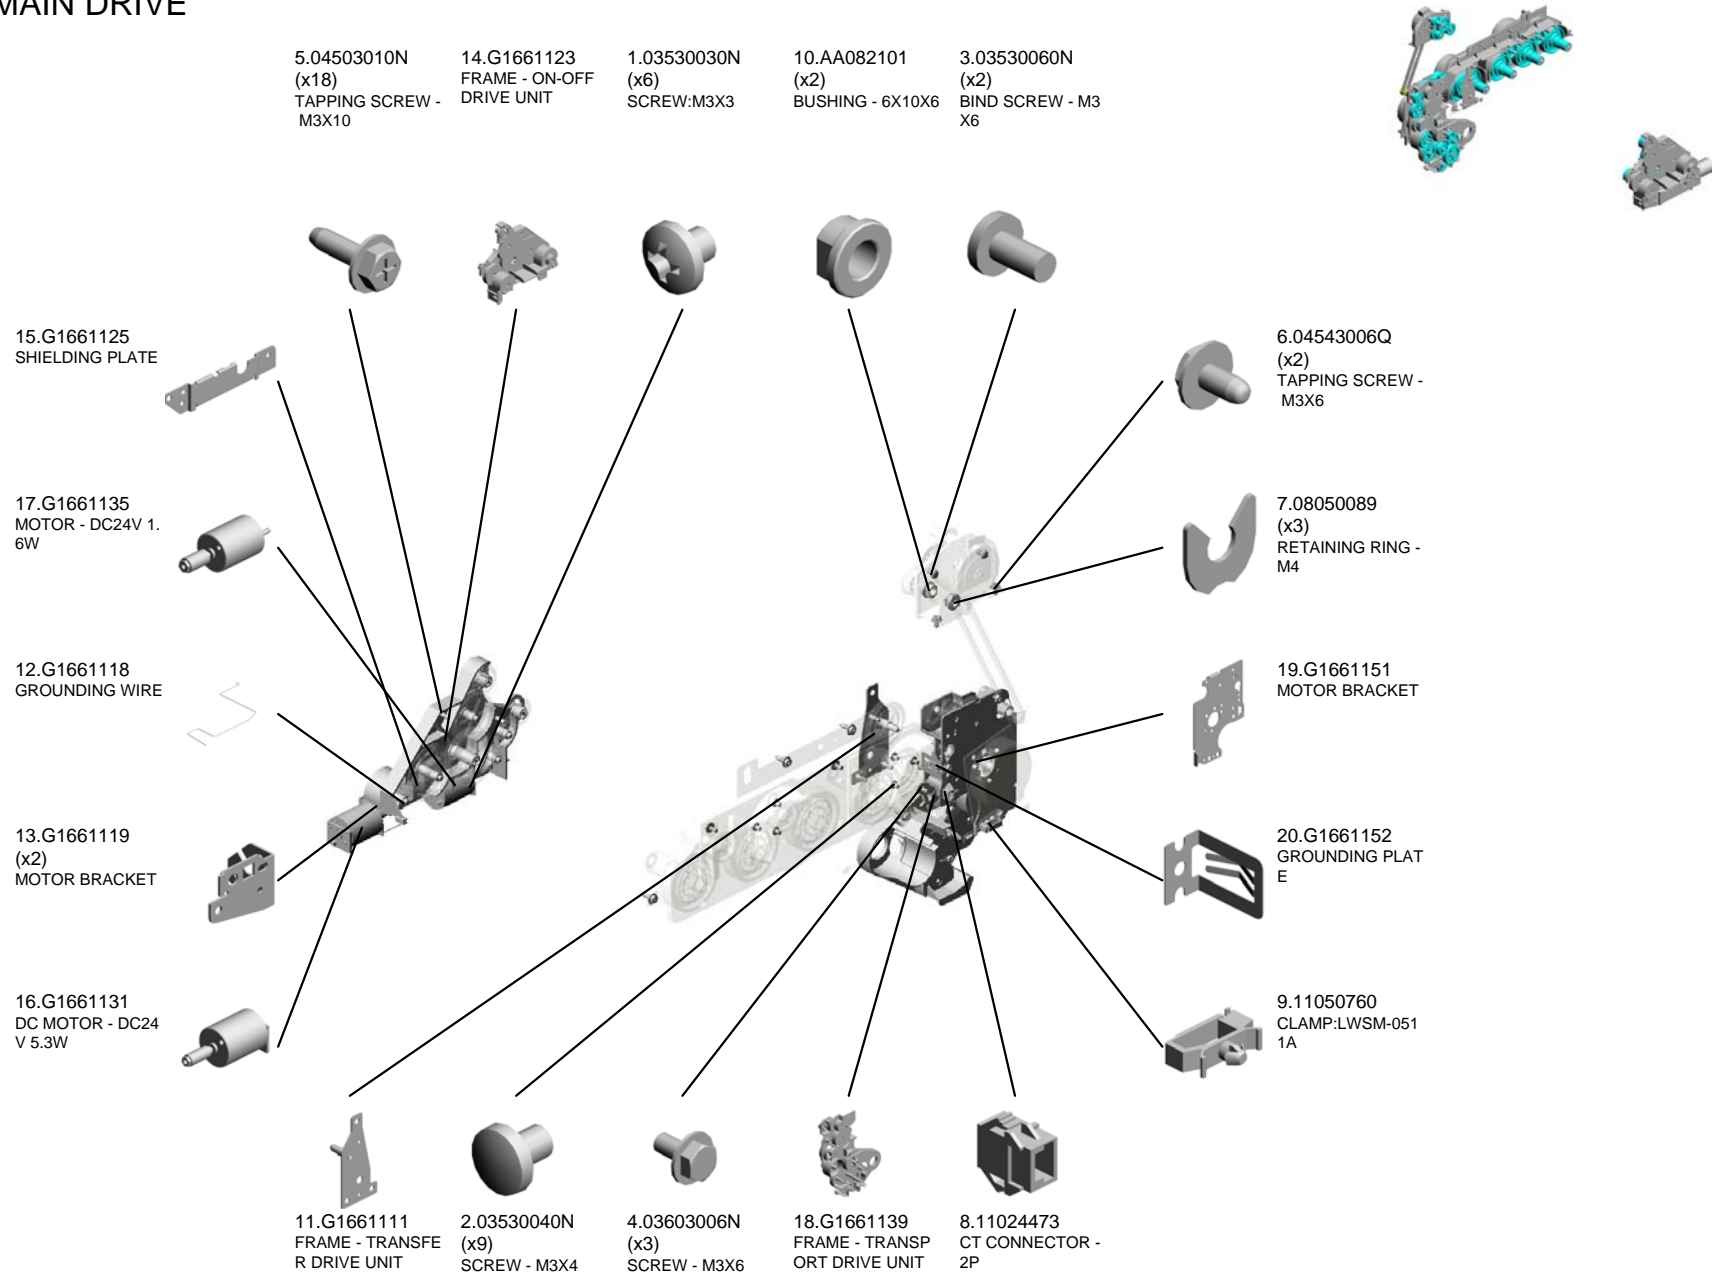 MAIN DRIVE
5.04503010N
(x18)
TAPPING SCREW -
M3X10
14.G1661123
FRAME - ON-OFF
DRIVE UNIT
1.03530030N
(x6)
SCREW:M3X3
10.AA082101
(x2)
BUSHING - 6X10X6
3.03530060N
(x2)
BIND SCREW - M3
X6
15.G1661125
SHIELDING PLATE
6.04543006Q
(x2)
TAPPING SCREW -
M3X6
17.G1661135
MOTOR - DC24V 1.
6W
7.08050089
(x3)
RETAINING RING -
M4
12.G1661118
GROUNDING WIRE
19.G1661151
MOTOR BRACKET
13.G1661119
(x2)
MOTOR BRACKET
20.G1661152
GROUNDING PLAT
E
16.G1661131
DC MOTOR - DC24
V 5.3W
9.11050760
CLAMP:LWSM-051
1A
11.G1661111
FRAME - TRANSFE
R DRIVE UNIT
2.03530040N
(x9)
SCREW - M3X4
4.03603006N
(x3)
SCREW - M3X6
18.G1661139
FRAME - TRANSP
ORT DRIVE UNIT
8.11024473
CT CONNECTOR -
2P